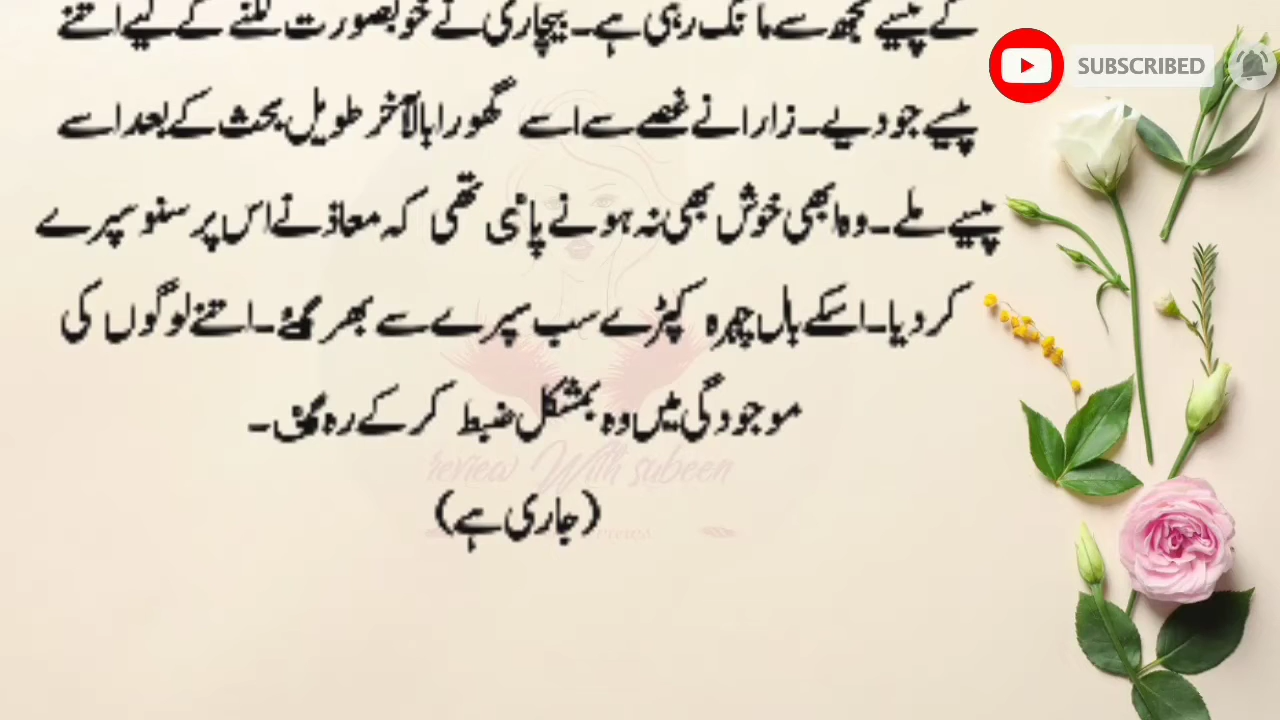 کے پیسے مجھ سے مانگ رہی ہے۔ بیچاری نے خوبصورت لگنے کے لیے اتنے
SUBSCRIBED
پیسے جو دیے۔ زارا نے غصے سے اسے گھورا بالآخر طویل بحث کے بعد اسے
پیسے ملے۔ وہ ابھی خوش بھی نہ ہونے پائی تھی کہ معاذ نے اس پر سنو سپرے
کر دیا۔ اسکے بال چہرہ کپڑے سب سپرے سے بھر گئے۔ اتنے لوگوں کی
موجودگی میں وہ بمشکل ضبط کر کے رہ گئی۔
review With subeen
(جاری ہے)